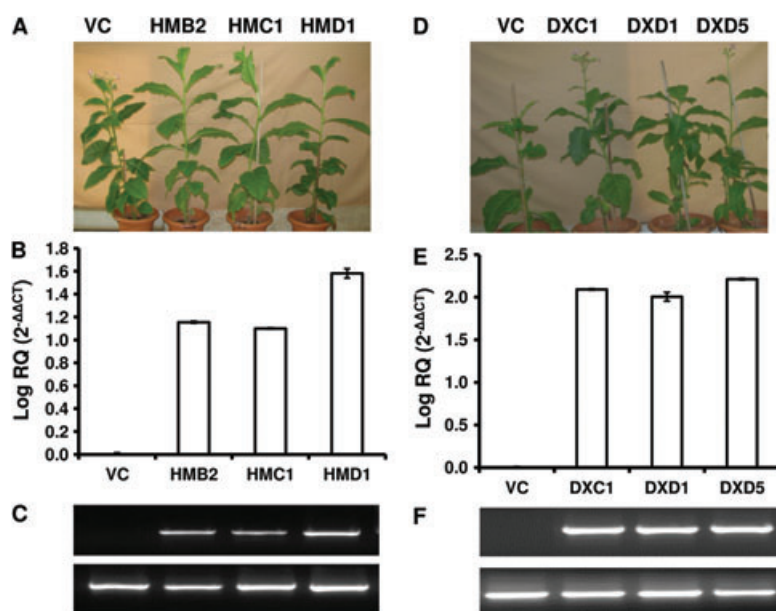 A VC HMB2 HMC1 HMD1
D VC DXC1 DXD1 DXD5
B
Log RQ (2-ΔΔCT)
1.8
1.6
1.4
1.2
1.0
0.8
0.6
0.4
0.2
0.0
VC HMB2 HMC1 HMD1
E
Log RQ (2-ΔΔCT)
2.5
2.0
1.5
1.0
0.5
0.0
VC DXC1 DXD1 DXD5
C
F